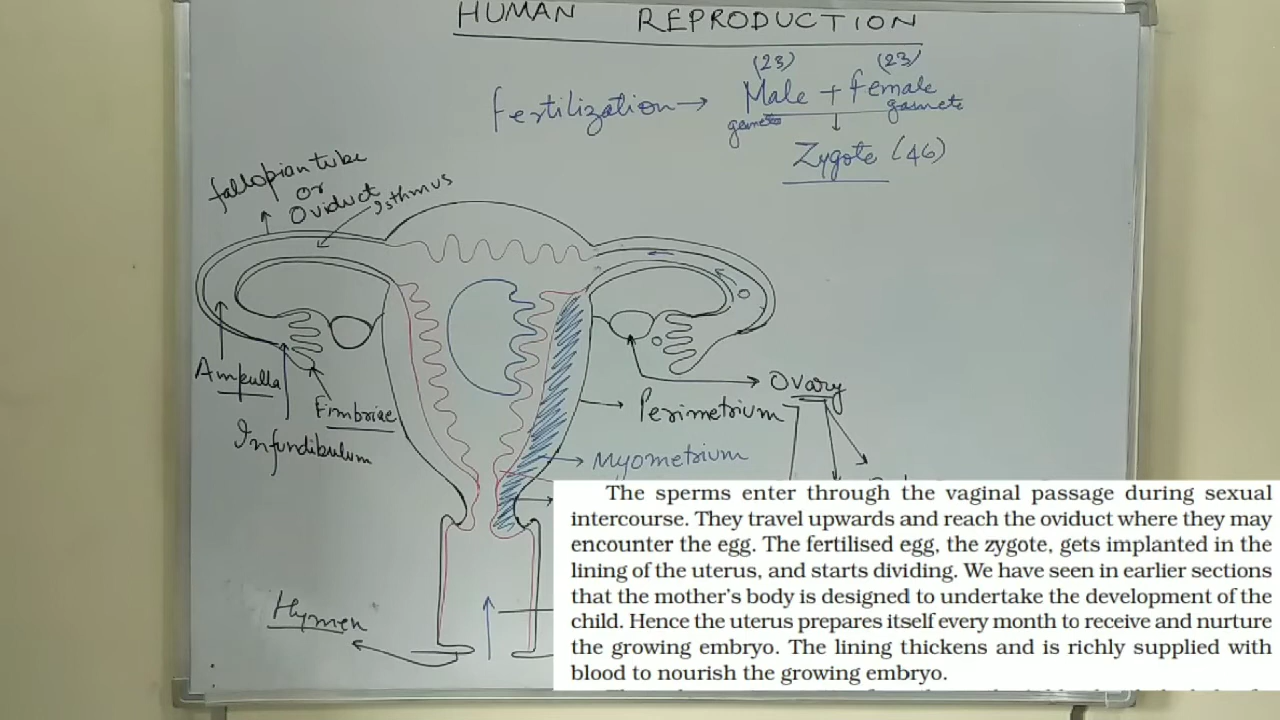 HUMAN REPRODUCTION
(23) (23)
Fertilization → Male + female
gamete gasmete
Zygote (46)
fallopian tube
or
Oviduct
Isthmus
Ampulla
Fimbriae
Infundibulum
Ovary
Perimetrium
Myometrium
Hymen
The sperms enter through the vaginal passage during sexual
intercourse. They travel upwards and reach the oviduct where they may
encounter the egg. The fertilised egg, the zygote, gets implanted in the
lining of the uterus, and starts dividing. We have seen in earlier sections
that the mother's body is designed to undertake the development of the
child. Hence the uterus prepares itself every month to receive and nurture
the growing embryo. The lining thickens and is richly supplied with
blood to nourish the growing embryo.